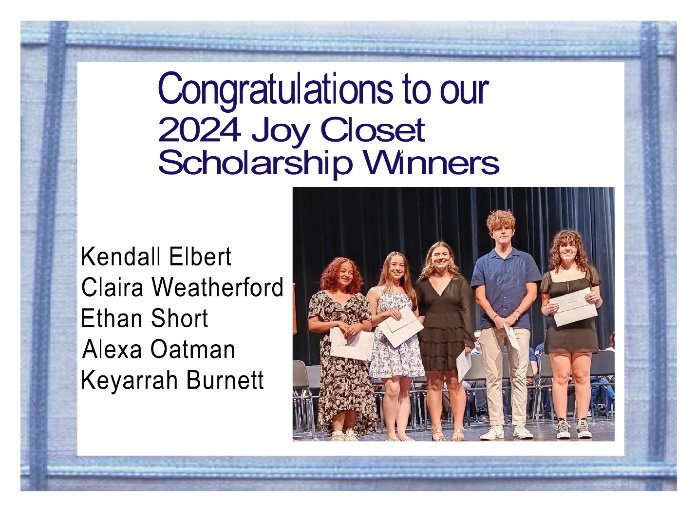 Congratulations to our
2024 Joy Closet
Scholarship Winners
Kendall Elbert
Claira Weatherford
Ethan Short
Alexa Oatman
Keyarrah Burnett